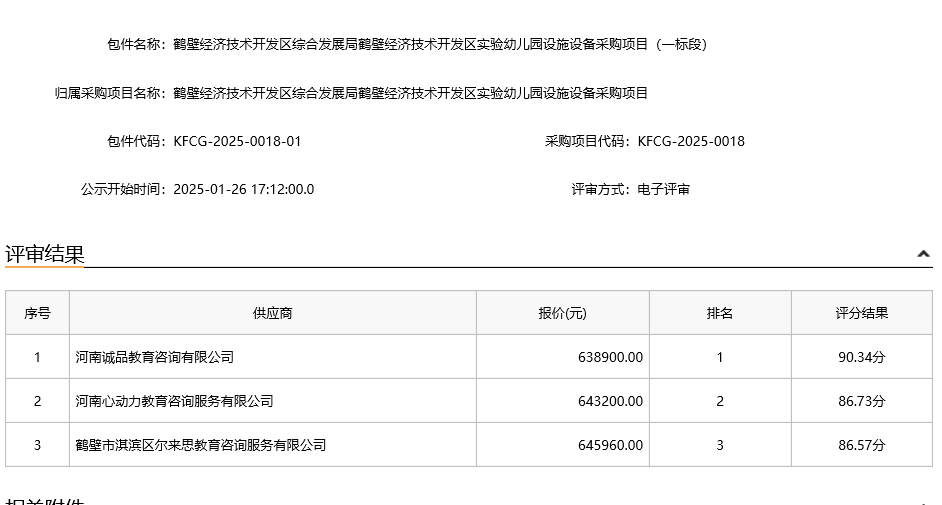 包件名称：鹤壁经济技术开发区综合发展局鹤壁经济技术开发区实验幼儿园设施设备采购项目（一标段）
归属采购项目名称：鹤壁经济技术开发区综合发展局鹤壁经济技术开发区实验幼儿园设施设备采购项目
包件代码：KFCG-2025-0018-01 采购项目代码：KFCG-2025-0018
公示开始时间：2025-01-26 17:12:00.0 评审方式：电子评审
评审结果
序号 供应商 报价(元) 排名 评分结果
1 河南诚品教育咨询有限公司 638900.00 1 90.34分
2 河南心动力教育咨询服务有限公司 643200.00 2 86.73分
3 鹤壁市淇滨区尔来思教育咨询服务有限公司 645960.00 3 86.57分
相关附件